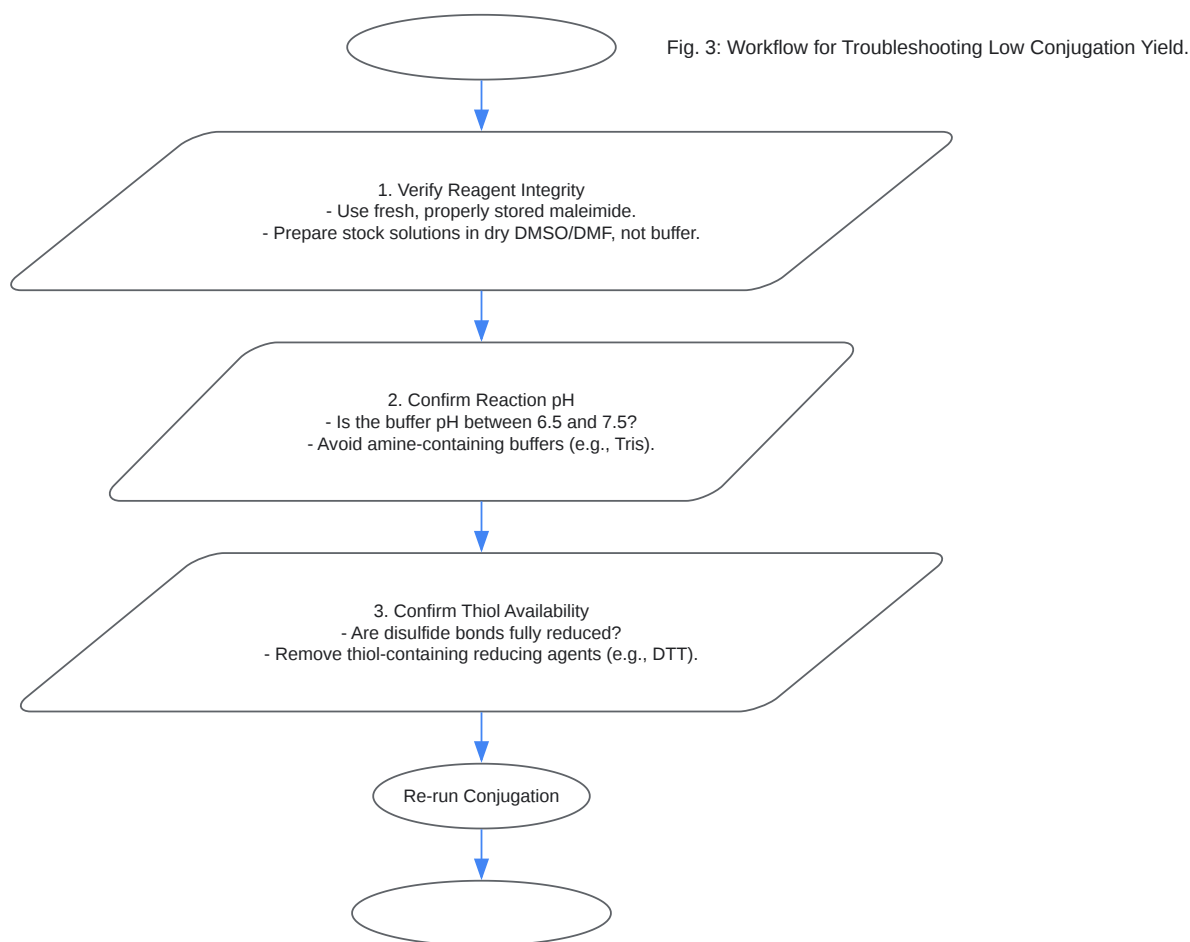 Fig. 3: Workflow for Troubleshooting Low Conjugation Yield.
1. Verify Reagent Integrity
- Use fresh, properly stored maleimide.
- Prepare stock solutions in dry DMSO/DMF, not buffer.
2. Confirm Reaction pH
- Is the buffer pH between 6.5 and 7.5?
- Avoid amine-containing buffers (e.g., Tris).
3. Confirm Thiol Availability
- Are disulfide bonds fully reduced?
- Remove thiol-containing reducing agents (e.g., DTT).
Re-run Conjugation